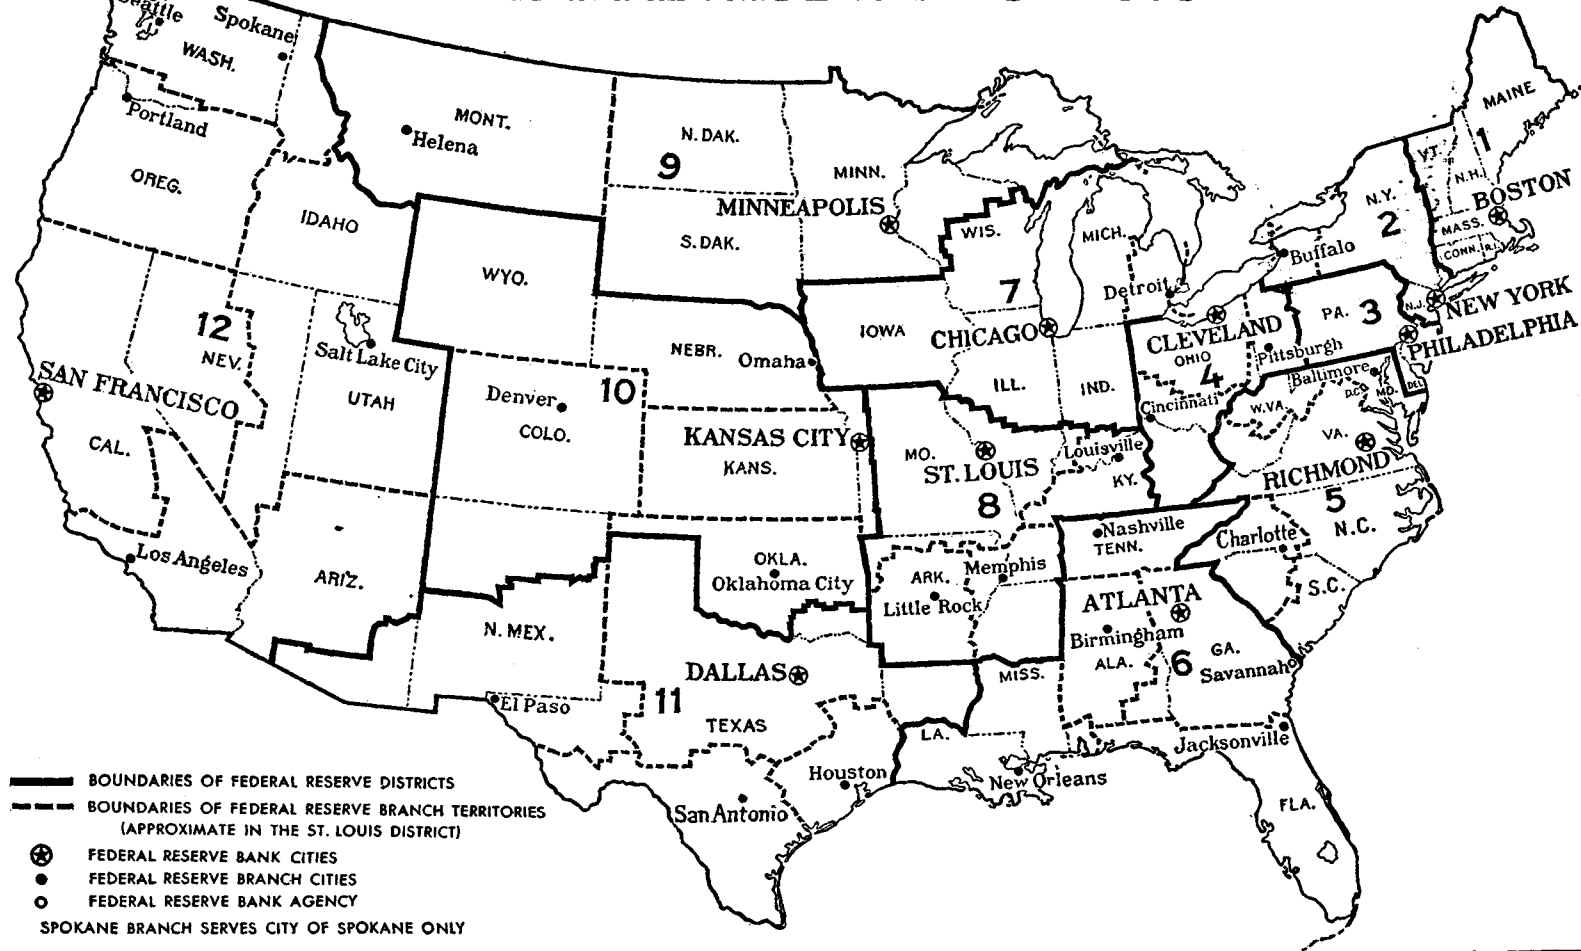 Seattle
Spokane
WASH.
Portland
OREG.
IDAHO
MONT.
Helena
N. DAK.
9
MINN.
MINNEAPOLIS
S. DAK.
WYO.
WIS.
MICH.
7
Detroit
MAINE
VT.
1
N.H.
BOSTON
N.Y.
2
MASS.
CONN.
R.I.
Buffalo
12
NEV.
Salt Lake City
UTAH
SAN FRANCISCO
CAL.
Los Angeles
ARIZ.
NEBR.
Omaha
IOWA
CHICAGO
ILL.
IND.
CLEVELAND
OHIO
4
Cincinnati
PA.
3
Pittsburgh
N.J.
NEW YORK
PHILADELPHIA
Baltimore
D.C.
MD.
DEL.
W.VA.
VA.
RICHMOND
5
10
Denver
COLO.
KANSAS CITY
KANS.
MO.
ST. LOUIS
8
Louisville
KY.
Nashville
TENN.
Charlotte
N.C.
S.C.
OKLA.
Oklahoma City
ARK.
Little Rock
Memphis
ATLANTA
Birmingham
ALA.
6
GA.
Savannah
N. MEX.
El Paso
DALLAS
11
TEXAS
MISS.
LA.
New Orleans
Jacksonville
FLA.
Houston
San Antonio
BOUNDARIES OF FEDERAL RESERVE DISTRICTS
BOUNDARIES OF FEDERAL RESERVE BRANCH TERRITORIES
(APPROXIMATE IN THE ST. LOUIS DISTRICT)
FEDERAL RESERVE BANK CITIES
FEDERAL RESERVE BRANCH CITIES
FEDERAL RESERVE BANK AGENCY
SPOKANE BRANCH SERVES CITY OF SPOKANE ONLY